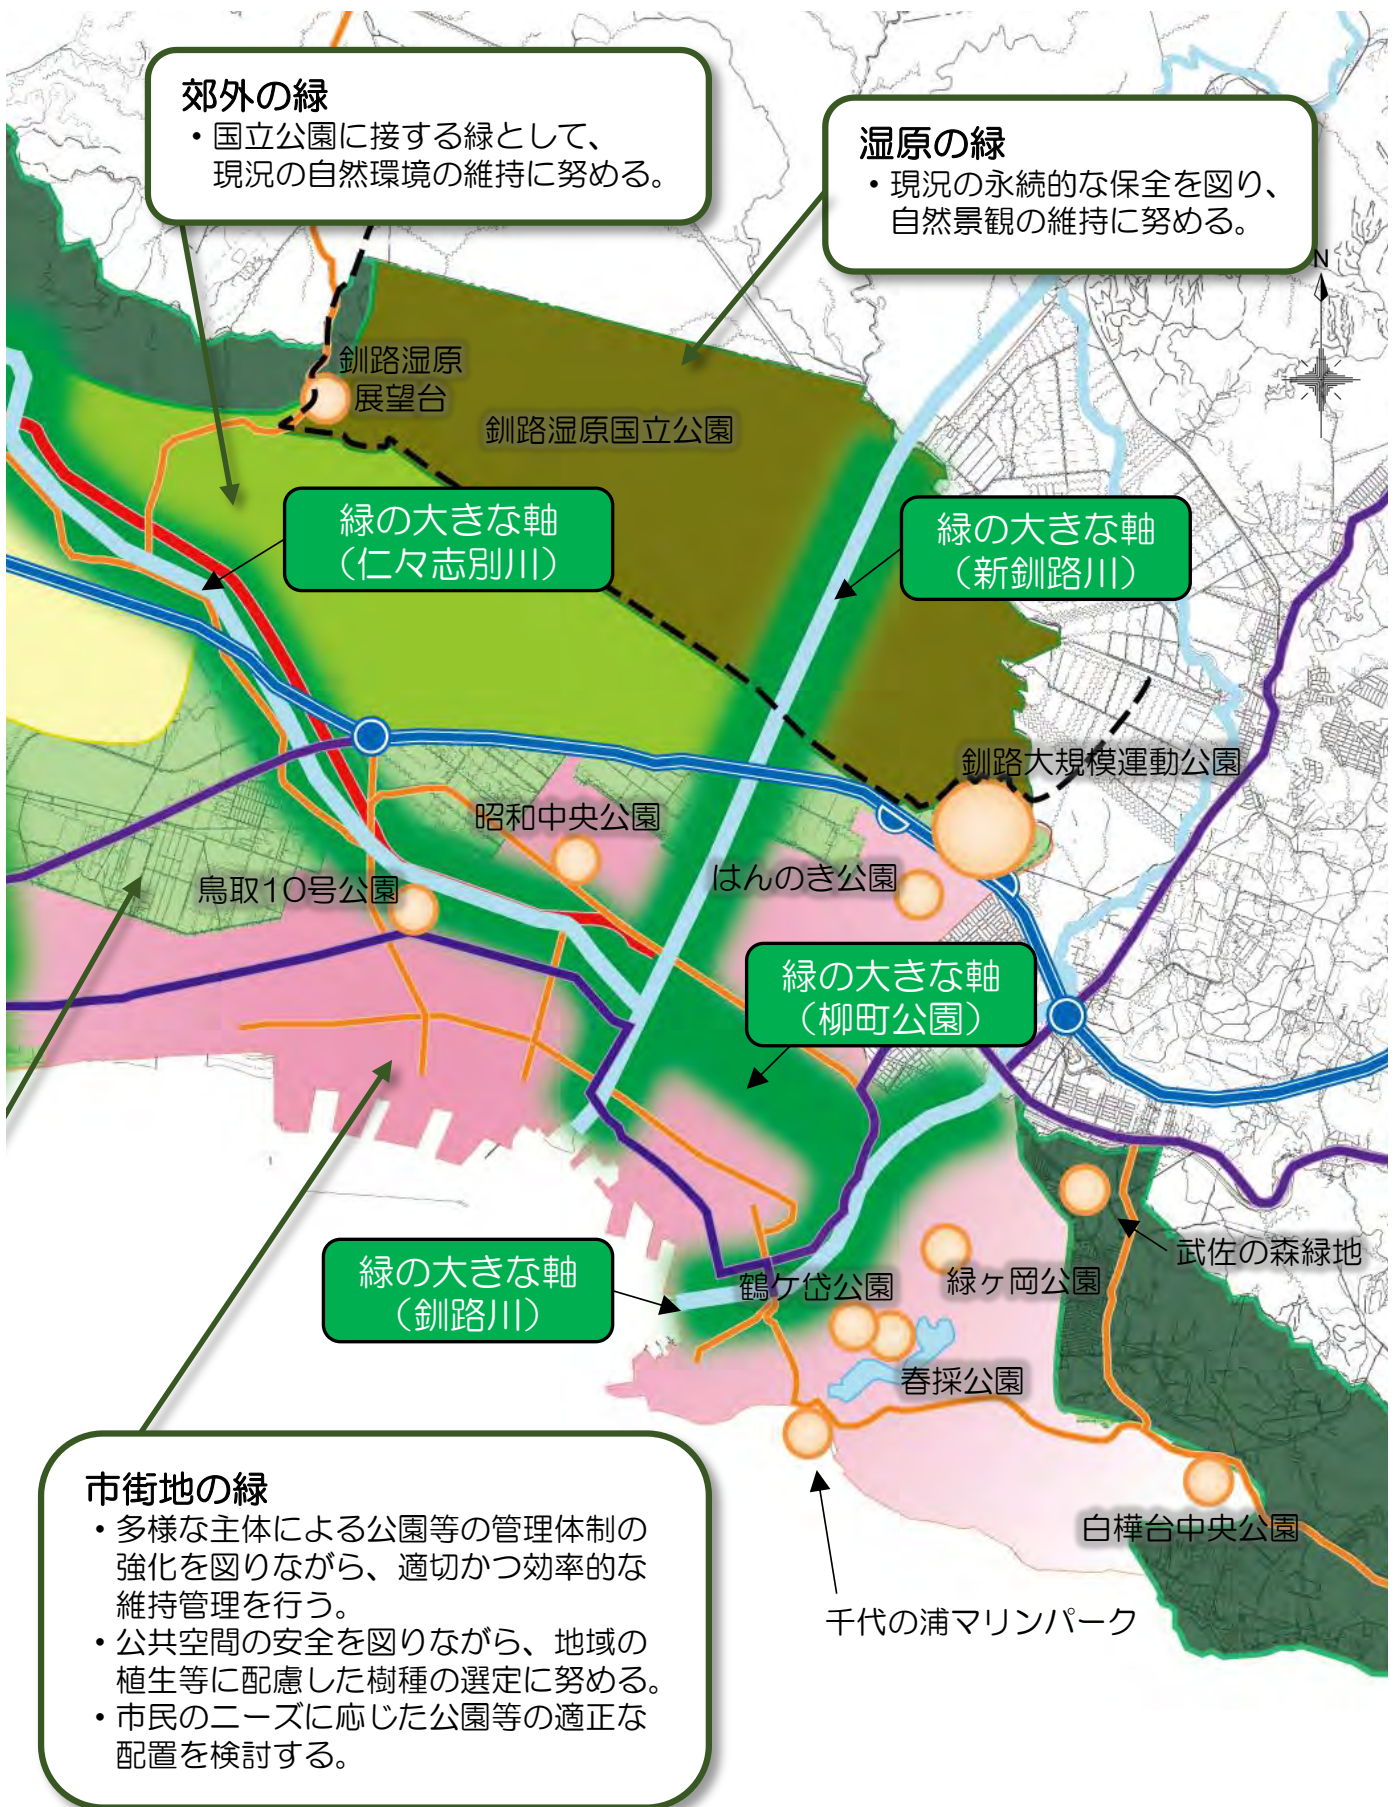 郊外の緑
・国立公園に接する緑として、
現況の自然環境の維持に努める。
湿原の緑
・現況の永続的な保全を図り、
自然景観の維持に努める。
N
釧路湿原
展望台
釧路湿原国立公園
緑の大きな軸
（仁々志別川）
緑の大きな軸
（新釧路川）
釧路大規模運動公園
昭和中央公園
はんのき公園
鳥取10号公園
緑の大きな軸
（柳町公園）
武佐の森緑地
緑の大きな軸
（釧路川）
鶴ケ岱公園
緑ヶ岡公園
春採公園
市街地の緑
・多様な主体による公園等の管理体制の
強化を図りながら、適切かつ効率的な
維持管理を行う。
・公共空間の安全を図りながら、地域の
植生等に配慮した樹種の選定に努める。
・市民のニーズに応じた公園等の適正な
配置を検討する。
白樺台中央公園
千代の浦マリンパーク